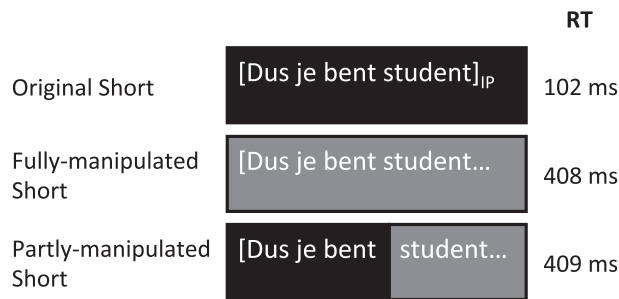 RT
Original Short [Dus je bent student]IP 102 ms
Fully-manipulated Short [Dus je bent student... 408 ms
Partly-manipulated Short [Dus je bent student... 409 ms